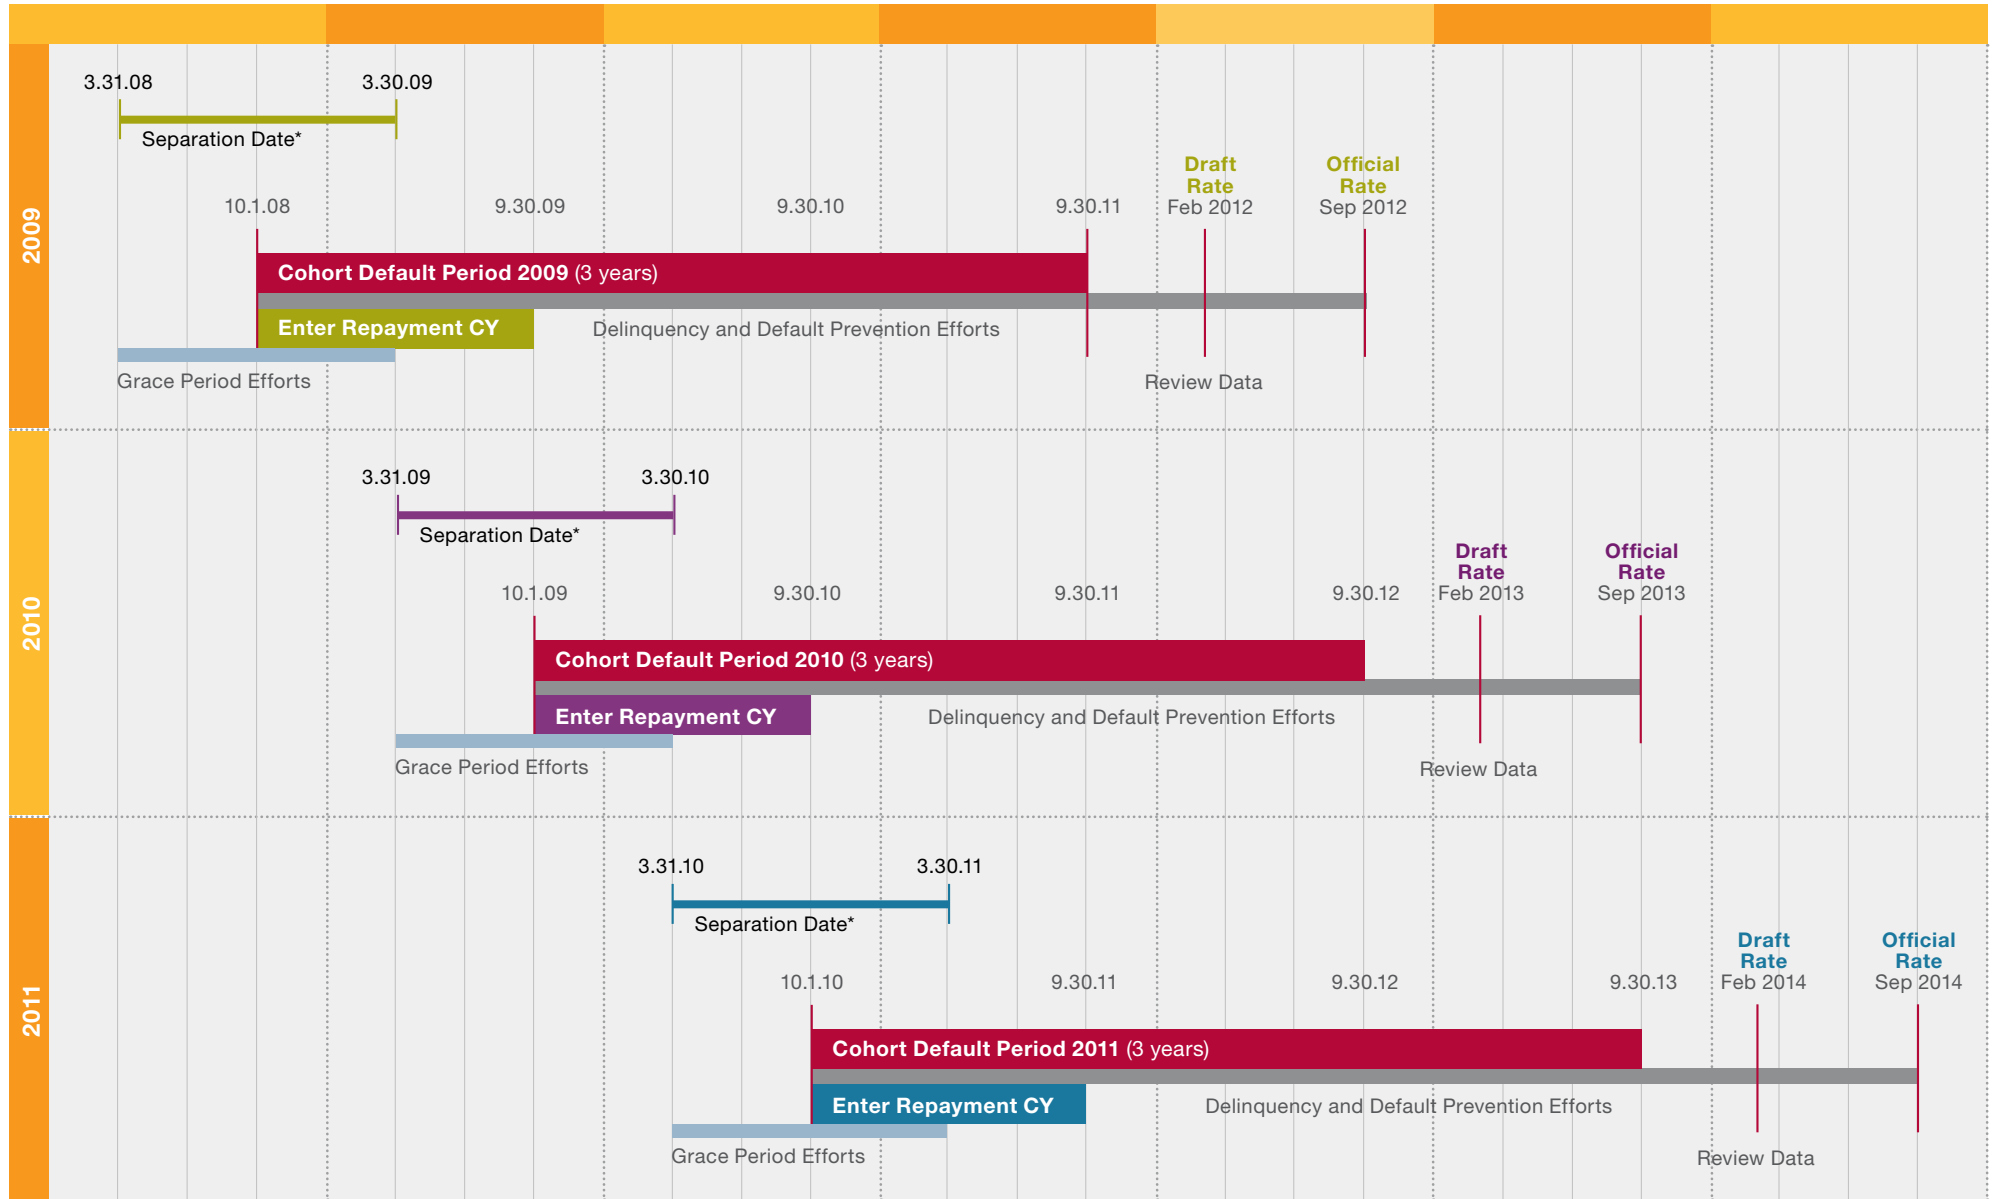 2009
3.31.08
3.30.09
Separation Date*
Draft
Rate
Feb 2012
Official
Rate
Sep 2012
10.1.08
9.30.09
9.30.10
9.30.11
Cohort Default Period 2009 (3 years)
Enter Repayment CY
Delinquency and Default Prevention Efforts
Grace Period Efforts
Review Data
2010
3.31.09
3.30.10
Separation Date*
Draft
Rate
Feb 2013
Official
Rate
Sep 2013
10.1.09
9.30.10
9.30.11
9.30.12
Cohort Default Period 2010 (3 years)
Enter Repayment CY
Delinquency and Default Prevention Efforts
Grace Period Efforts
Review Data
2011
3.31.10
3.30.11
Separation Date*
Draft
Rate
Feb 2014
Official
Rate
Sep 2014
10.1.10
9.30.11
9.30.12
9.30.13
Cohort Default Period 2011 (3 years)
Enter Repayment CY
Delinquency and Default Prevention Efforts
Grace Period Efforts
Review Data